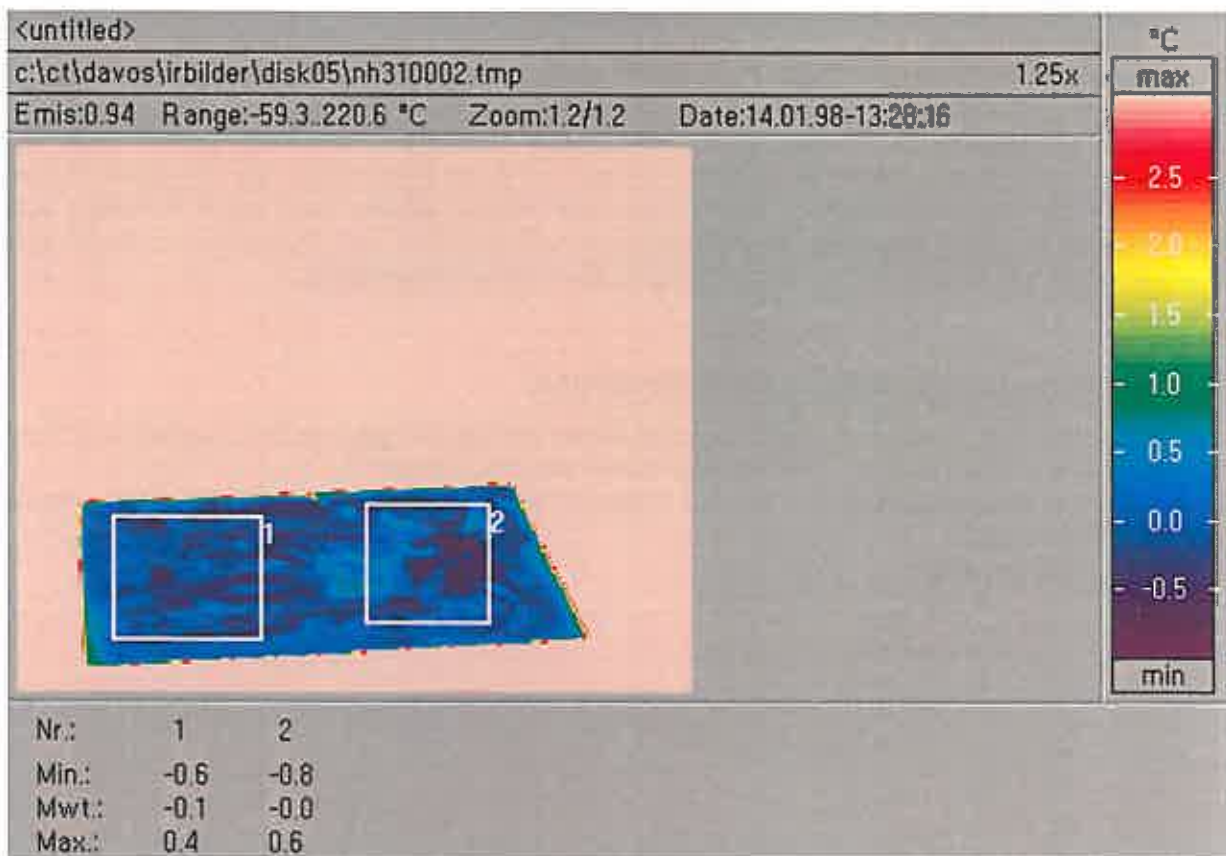 <untitled>
c:\ct\davos\irbilder\disk05\nh310002.tmp 1.25x
Emis:0.94 Range:-59.3..220.6 °C Zoom:1.2/1.2 Date:14.01.98-13:28:16
°C
max
2.5
2.0
1.5
1.0
0.5
0.0
-0.5
min
1
2
Nr.: 1 2
Min.: -0.6 -0.8
Mwt.: -0.1 -0.0
Max.: 0.4 0.6